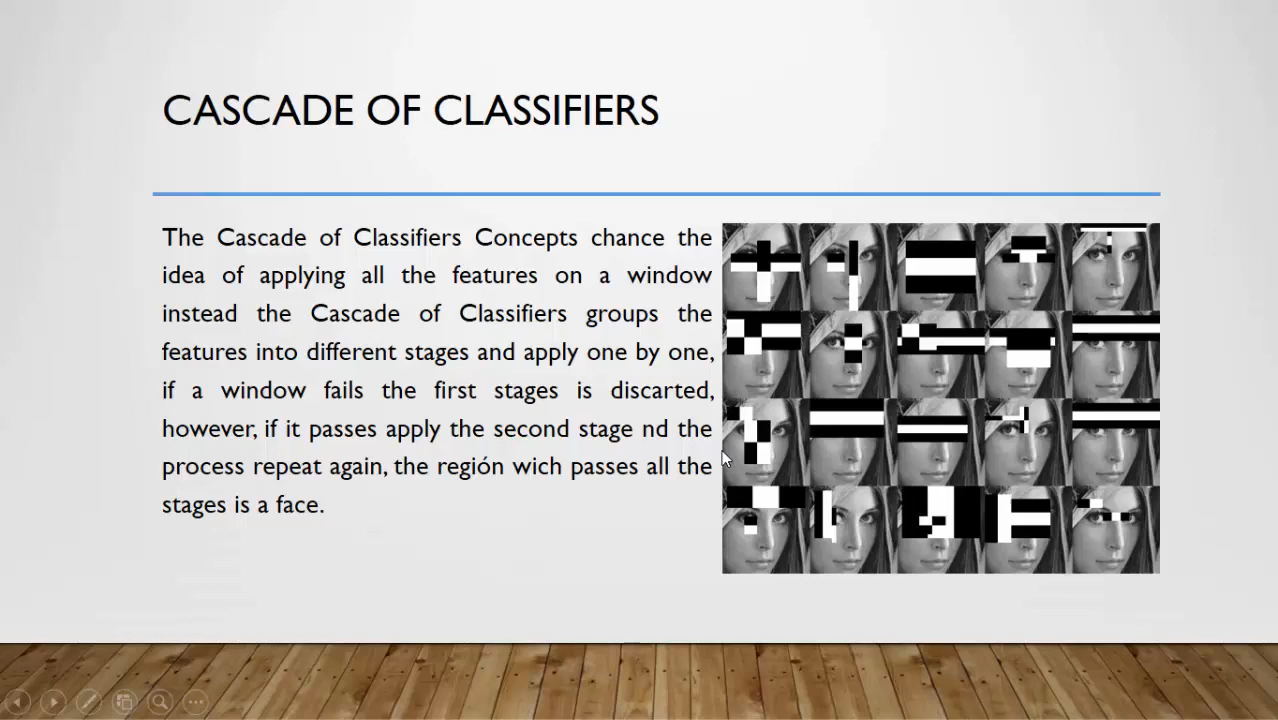 CASCADE OF CLASSIFIERS
The Cascade of Classifiers Concepts chance the
idea of applying all the features on a window
instead the Cascade of Classifiers groups the
features into different stages and apply one by one,
if a window fails the first stages is discarted,
however, if it passes apply the second stage nd the
process repeat again, the región wich passes all the
stages is a face.